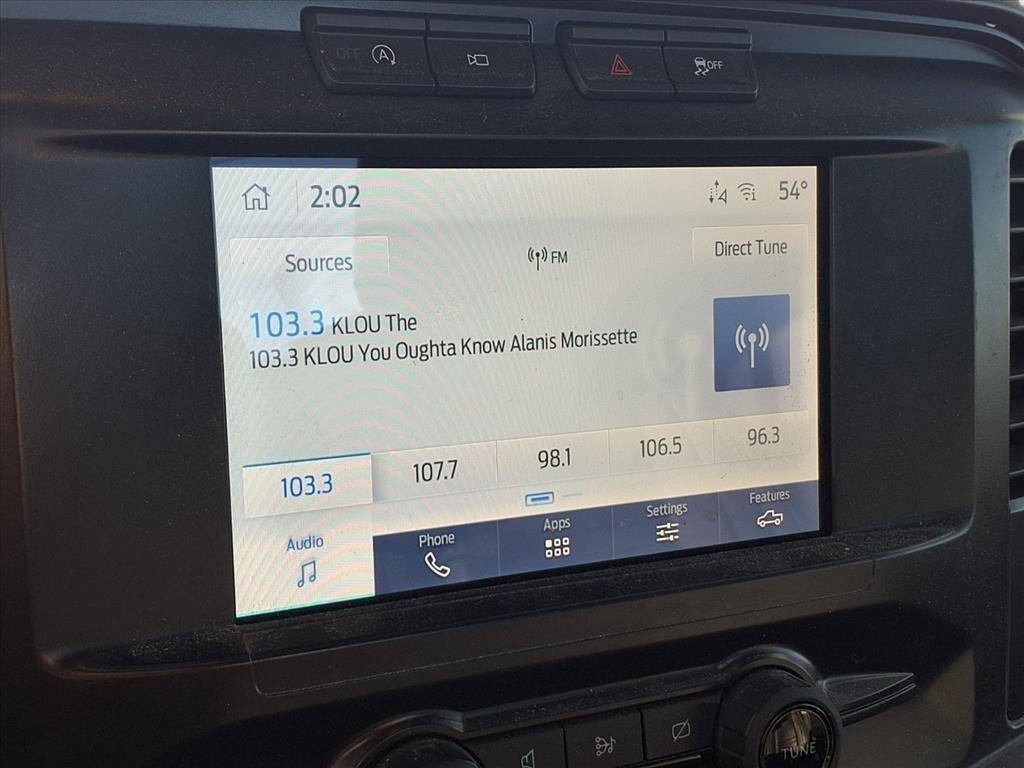 OFF A
OFF
2:02
54°
Sources
FM
Direct Tune
103.3 KLOU The
103.3 KLOU You Oughta Know Alanis Morissette
103.3
107.7
98.1
106.5
96.3
Audio
Phone
Apps
Settings
Features
TUNE